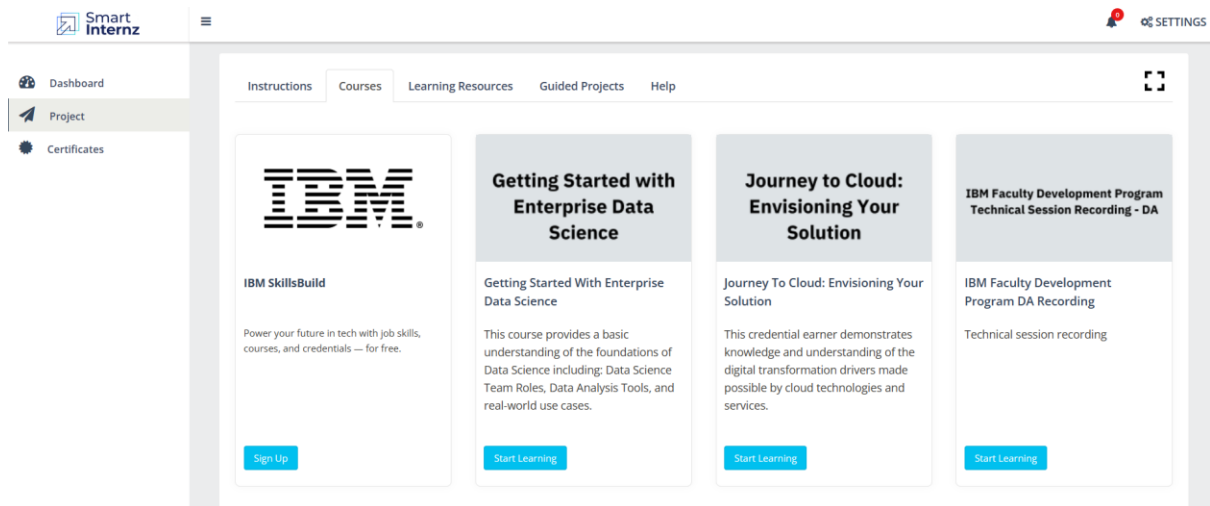 Smart
Internz
0
SETTINGS
Dashboard
Project
Certificates
Instructions
Courses
Learning Resources
Guided Projects
Help
IBM®
IBM SkillsBuild
Power your future in tech with job skills,
courses, and credentials — for free.
Sign Up
Getting Started with
Enterprise Data
Science
Getting Started With Enterprise
Data Science
This course provides a basic
understanding of the foundations of
Data Science including: Data Science
Team Roles, Data Analysis Tools, and
real-world use cases.
Start Learning
Journey to Cloud:
Envisioning Your
Solution
Journey To Cloud: Envisioning Your
Solution
This credential earner demonstrates
knowledge and understanding of the
digital transformation drivers made
possible by cloud technologies and
services.
Start Learning
IBM Faculty Development Program
Technical Session Recording - DA
IBM Faculty Development
Program DA Recording
Technical session recording
Start Learning